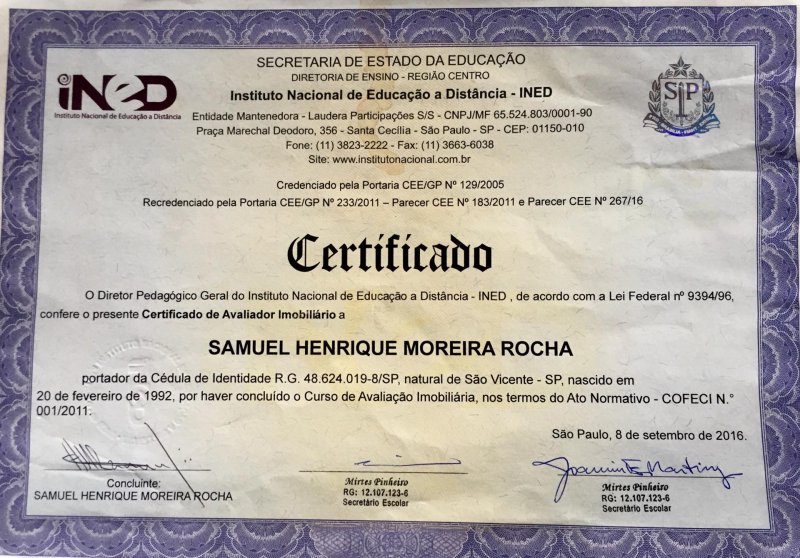 SECRETARIA DE ESTADO DA EDUCAÇÃO
DIRETORIA DE ENSINO - REGIÃO CENTRO
Instituto Nacional de Educação a Distância - INED
INED
Instituto Nacional de Educação a Distância
SP
Entidade Mantenedora - Laudera Participações S/S - CNPJ/MF 65.524.803/0001-90
Praça Marechal Deodoro, 356 - Santa Cecília - São Paulo - SP - CEP: 01150-010
Fone: (11) 3823-2222 - Fax: (11) 3663-6038
Site: www.institutonacional.com.br
Credenciado pela Portaria CEE/GP Nº 129/2005
Recredenciado pela Portaria CEE/GP Nº 233/2011 – Parecer CEE Nº 183/2011 e Parecer CEE Nº 267/16
Certificado
O Diretor Pedagógico Geral do Instituto Nacional de Educação a Distância - INED , de acordo com a Lei Federal nº 9394/96,
confere o presente Certificado de Avaliador Imobiliário a
SAMUEL HENRIQUE MOREIRA ROCHA
portador da Cédula de Identidade R.G. 48.624.019-8/SP, natural de São Vicente - SP, nascido em
20 de fevereiro de 1992, por haver concluído o Curso de Avaliação Imobiliária, nos termos do Ato Normativo - COFECI N.°
001/2011.
São Paulo, 8 de setembro de 2016.
Concluinte:
SAMUEL HENRIQUE MOREIRA ROCHA
Mirtes Pinheiro
RG: 12.107.123-6
Secretário Escolar
Mirtes Pinheiro
RG: 12.107.123-6
Secretário Escolar